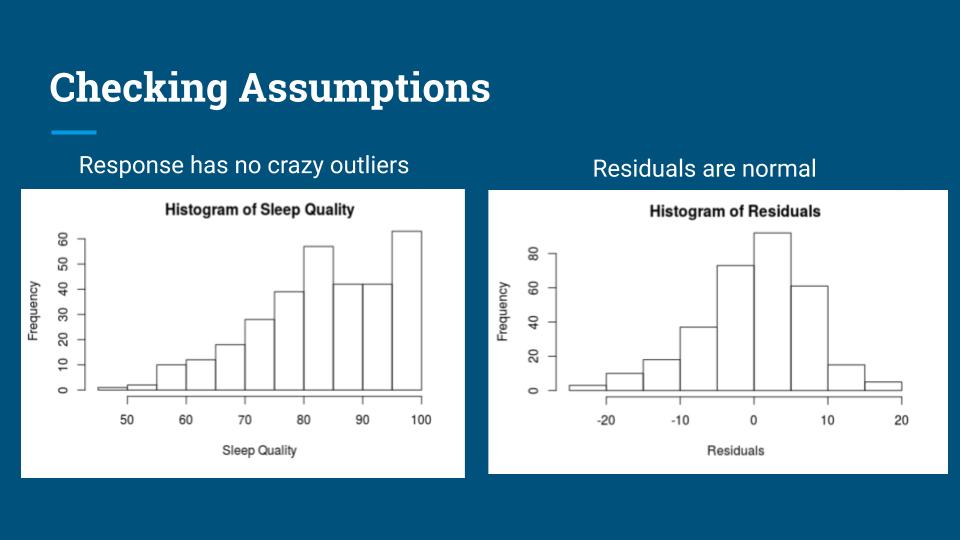 Checking Assumptions
Response has no crazy outliers
Residuals are normal
Histogram of Sleep Quality
Frequency
60
50
40
30
20
10
0
50 60 70 80 90 100
Sleep Quality
Histogram of Residuals
Frequency
80
60
40
20
0
-20 -10 0 10 20
Residuals